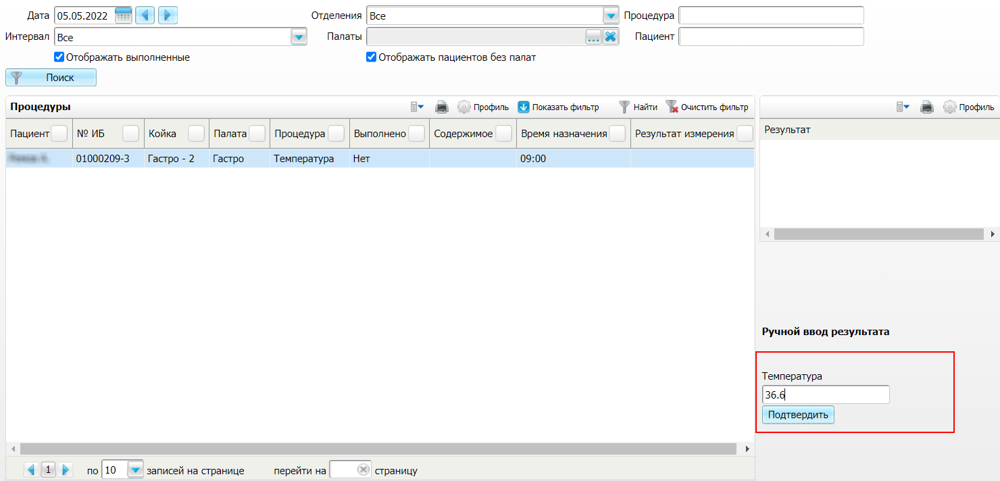 Дата 05.05.2022 Отделения Все Процедура
Интервал Все Палаты ... Пациент
Отображать выполненные Отображать пациентов без палат
Поиск
Процедуры Профиль Показать фильтр Найти Очистить фильтр Профиль
Пациент № ИБ Койка Палата Процедура Выполнено Содержимое Время назначения Результат измерения Результат
01000209-3 Гастро - 2 Гастро Температура Нет 09:00
Ручной ввод результата
Температура
36.6
Подтвердить
1 по 10 записей на странице перейти на страницу